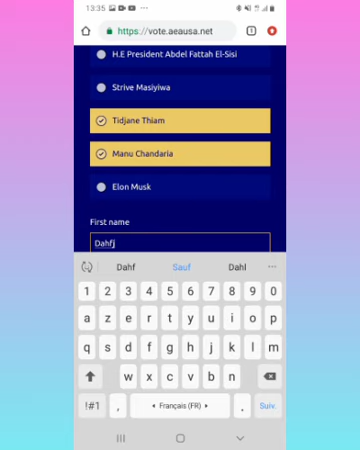 13:35
https://vote.aeausa.net
1
H.E President Abdel Fattah El-Sisi
Strive Masiyiwa
Tidjane Thiam
Manu Chandaria
Elon Musk
First name
Dahfj
Dahf Sauf Dahl ...
1 2 3 4 5 6 7 8 9 0
a z e r t y u i o p
q s d f g h j k l m
w x c v b n
!#1 , Français (FR) . Suiv.